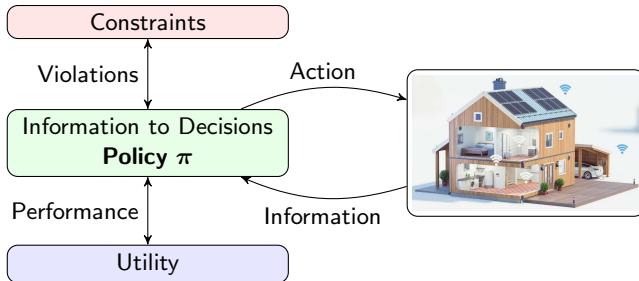 Constraints
Violations
Action
Information to Decisions
Policy π
Performance
Information
Utility